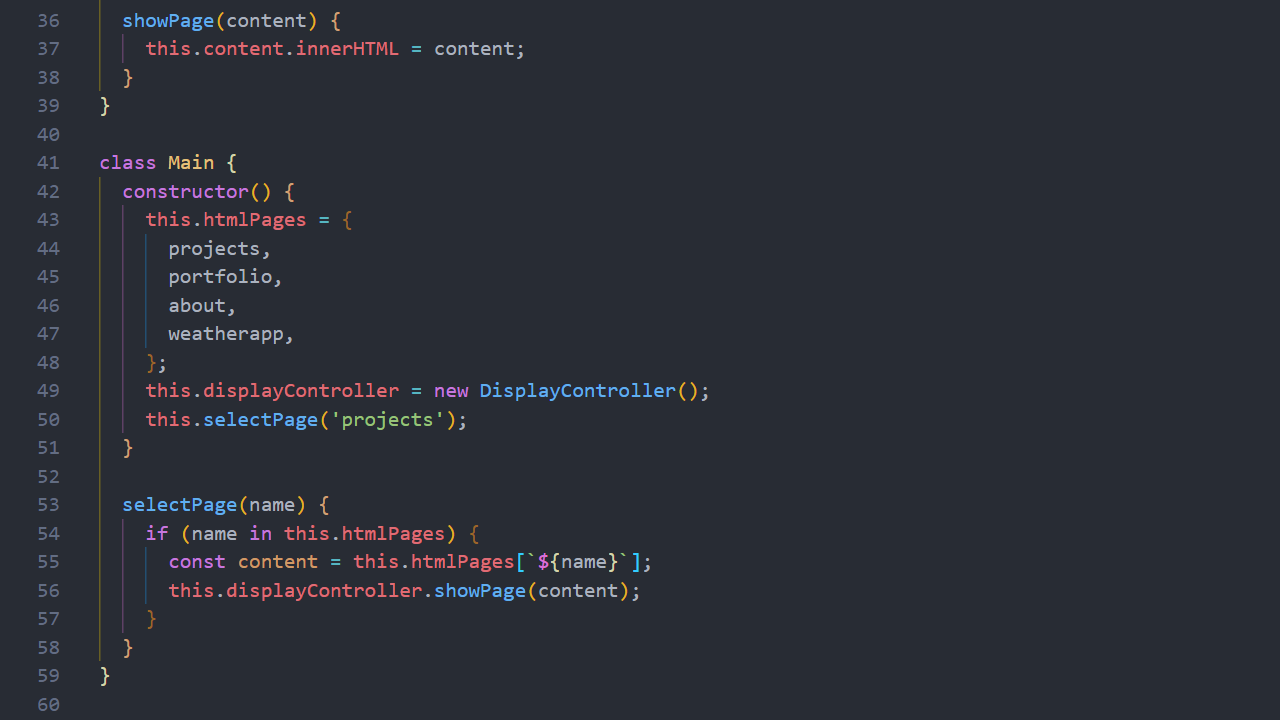 36 showPage(content) {
37 this.content.innerHTML = content;
38 }
39 }
40
41 class Main {
42 constructor() {
43 this.htmlPages = {
44 projects,
45 portfolio,
46 about,
47 weatherapp,
48 };
49 this.displayController = new DisplayController();
50 this.selectPage('projects');
51 }
52
53 selectPage(name) {
54 if (name in this.htmlPages) {
55 const content = this.htmlPages[`${name}`];
56 this.displayController.showPage(content);
57 }
58 }
59 }
60